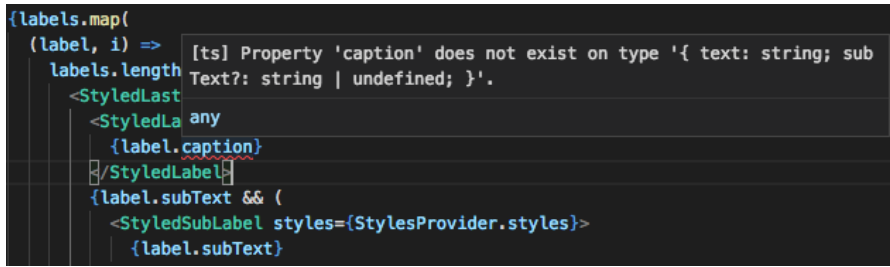 {labels.map(
(label, i) =>
[ts] Property 'caption' does not exist on type '{ text: string; sub
labels.length
Text?: string | undefined; }'.
<StyledLast
<StyledLa
any
{label.caption}
</StyledLabel>
{label.subText && (
<StyledSubLabel styles={StylesProvider.styles}>
{label.subText}